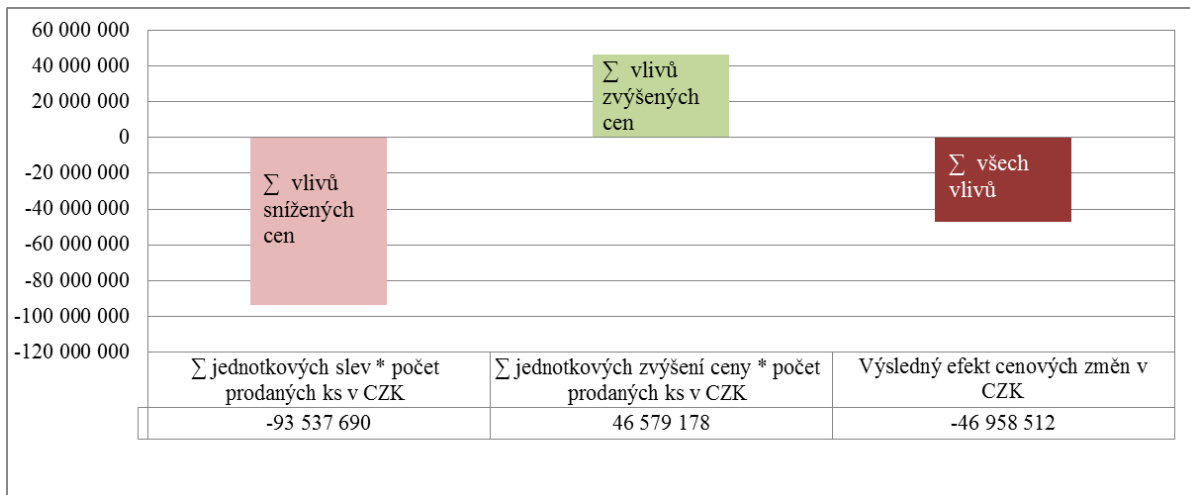 60 000 000
40 000 000
20 000 000
0
-20 000 000
-40 000 000
-60 000 000
-80 000 000
-100 000 000
-120 000 000
∑ vlivů
snížených
cen
∑ vlivů
zvýšených
cen
∑ všech
vlivů
∑ jednotkových slev * počet
prodaných ks v CZK
∑ jednotkových zvýšení ceny * počet
prodaných ks v CZK
Výsledný efekt cenových změn v
CZK
-93 537 690
46 579 178
-46 958 512